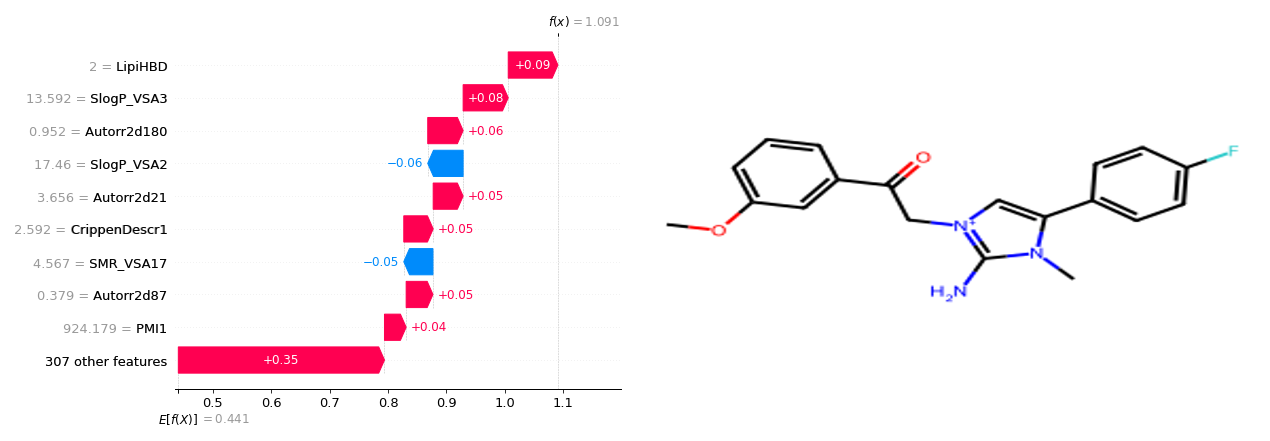 f(x) = 1.091
2 = LipiHBD
+0.09
13.592 = SlogP_VSA3
+0.08
0.952 = Autorr2d180
+0.06
17.46 = SlogP_VSA2
−0.06
3.656 = Autorr2d21
+0.05
2.592 = CrippenDescr1
+0.05
4.567 = SMR_VSA17
−0.05
0.379 = Autorr2d87
+0.05
924.179 = PMI1
+0.04
307 other features
+0.35
0.5 0.6 0.7 0.8 0.9 1.0 1.1
E[f(X)] = 0.441
O
F
O
N+
N
H2N